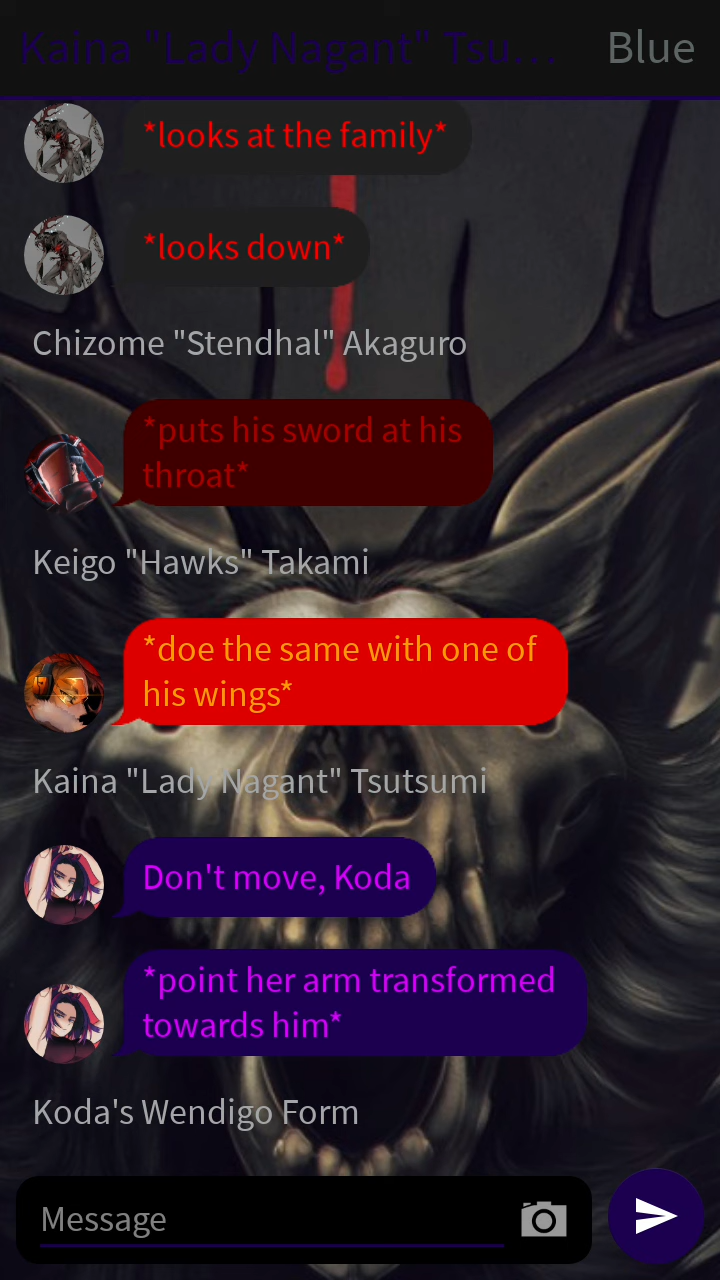 Kaina "Lady Nagant" Tsu...
Blue
*looks at the family*
*looks down*
Chizome "Stendhal" Akaguro
*puts his sword at his
throat*
Keigo "Hawks" Takami
*doe the same with one of
his wings*
Kaina "Lady Nagant" Tsutsumi
Don't move, Koda
*point her arm transformed
towards him*
Koda's Wendigo Form
Message